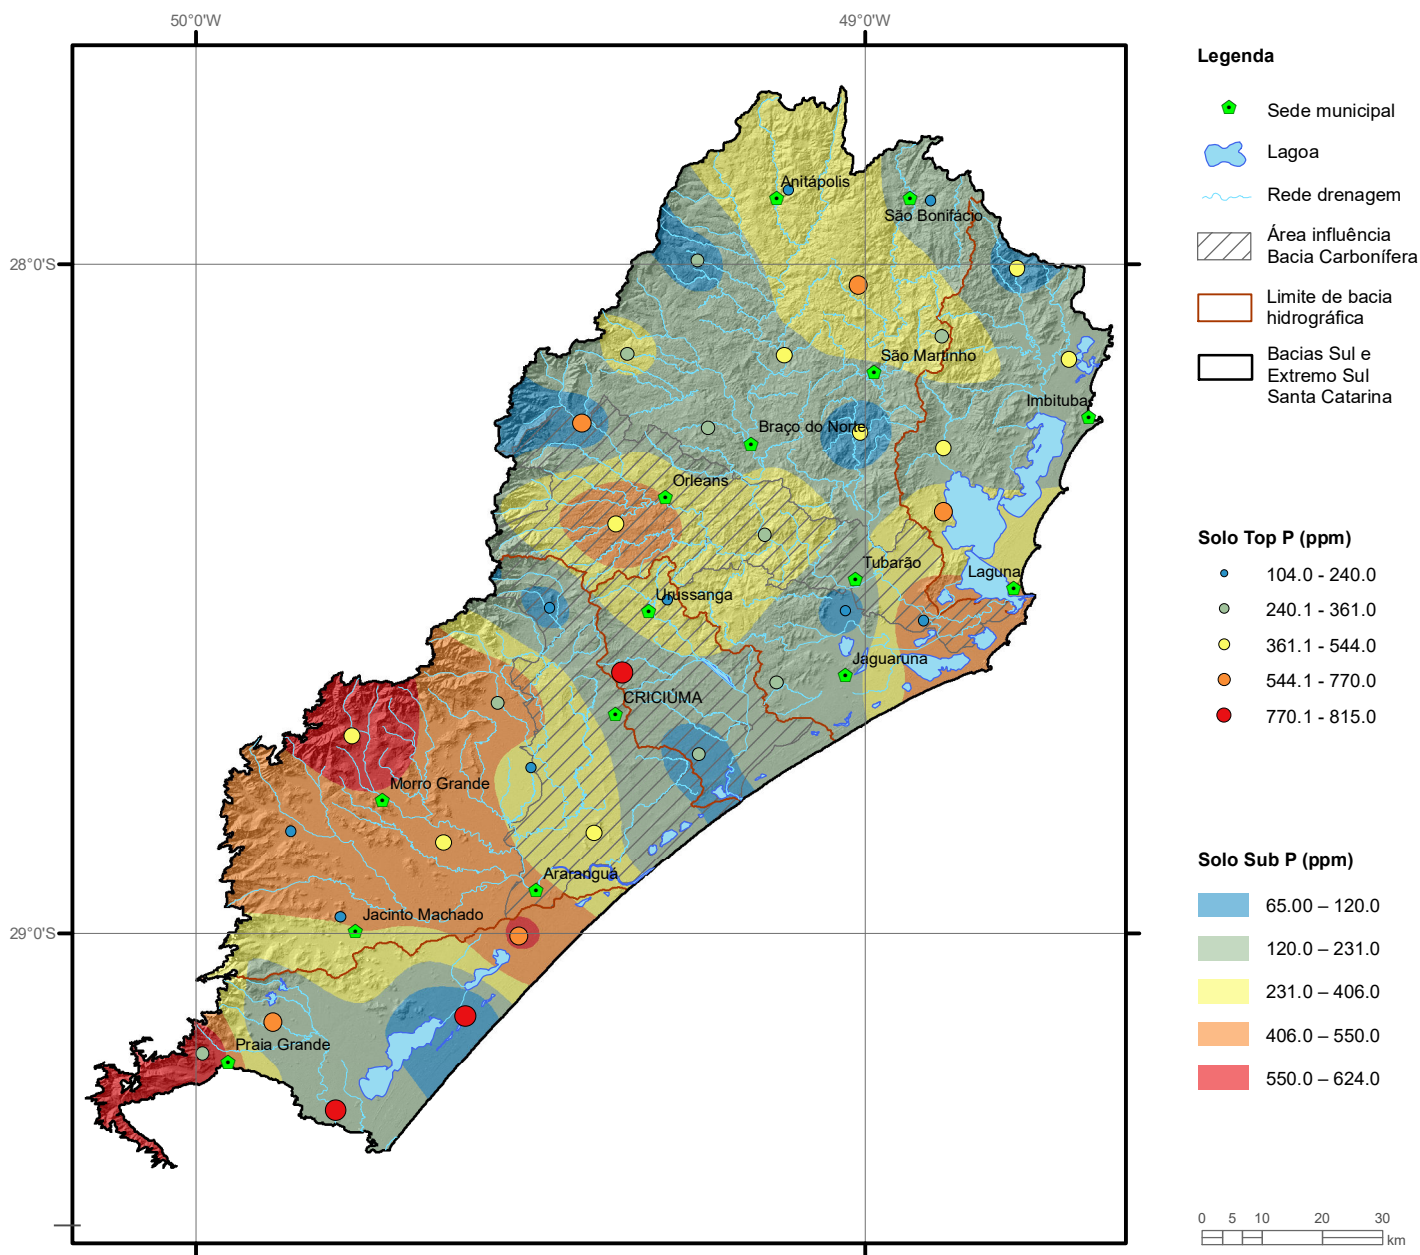 50°0'W
49°0'W
28°0'S
29°0'S
Anitápolis
São Bonifácio
São Martinho
Imbituba
Braço do Norte
Orleans
Tubarão
Laguna
Urussanga
Jaguaruna
CRICIÚMA
Morro Grande
Araranguá
Jacinto Machado
Praia Grande
Legenda
Sede municipal
Lagoa
Rede drenagem
Área influência
Bacia Carbonífera
Limite de bacia
hidrográfica
Bacias Sul e
Extremo Sul
Santa Catarina
Solo Top P (ppm)
104.0 - 240.0
240.1 - 361.0
361.1 - 544.0
544.1 - 770.0
770.1 - 815.0
Solo Sub P (ppm)
65.00 – 120.0
120.0 – 231.0
231.0 – 406.0
406.0 – 550.0
550.0 – 624.0
0 5 10 20 30
km